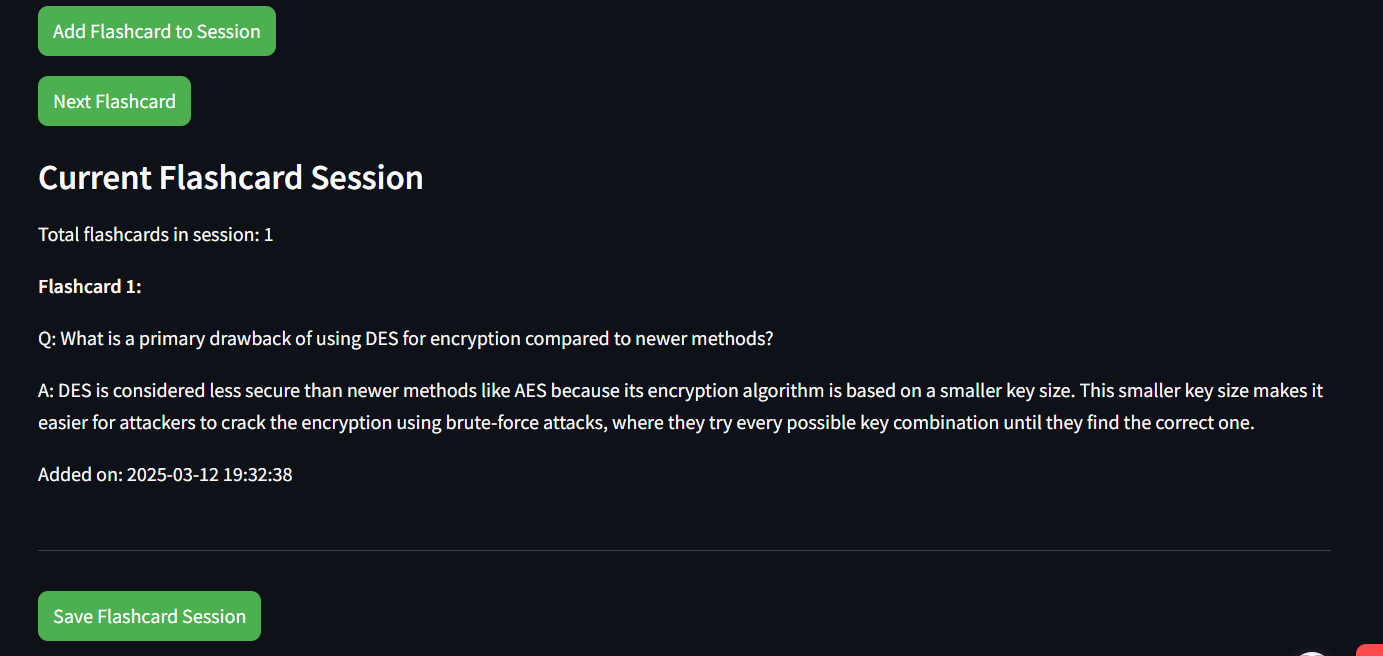 Add Flashcard to Session
Next Flashcard
Current Flashcard Session
Total flashcards in session: 1
Flashcard 1:
Q: What is a primary drawback of using DES for encryption compared to newer methods?
A: DES is considered less secure than newer methods like AES because its encryption algorithm is based on a smaller key size. This smaller key size makes it
easier for attackers to crack the encryption using brute-force attacks, where they try every possible key combination until they find the correct one.
Added on: 2025-03-12 19:32:38
Save Flashcard Session